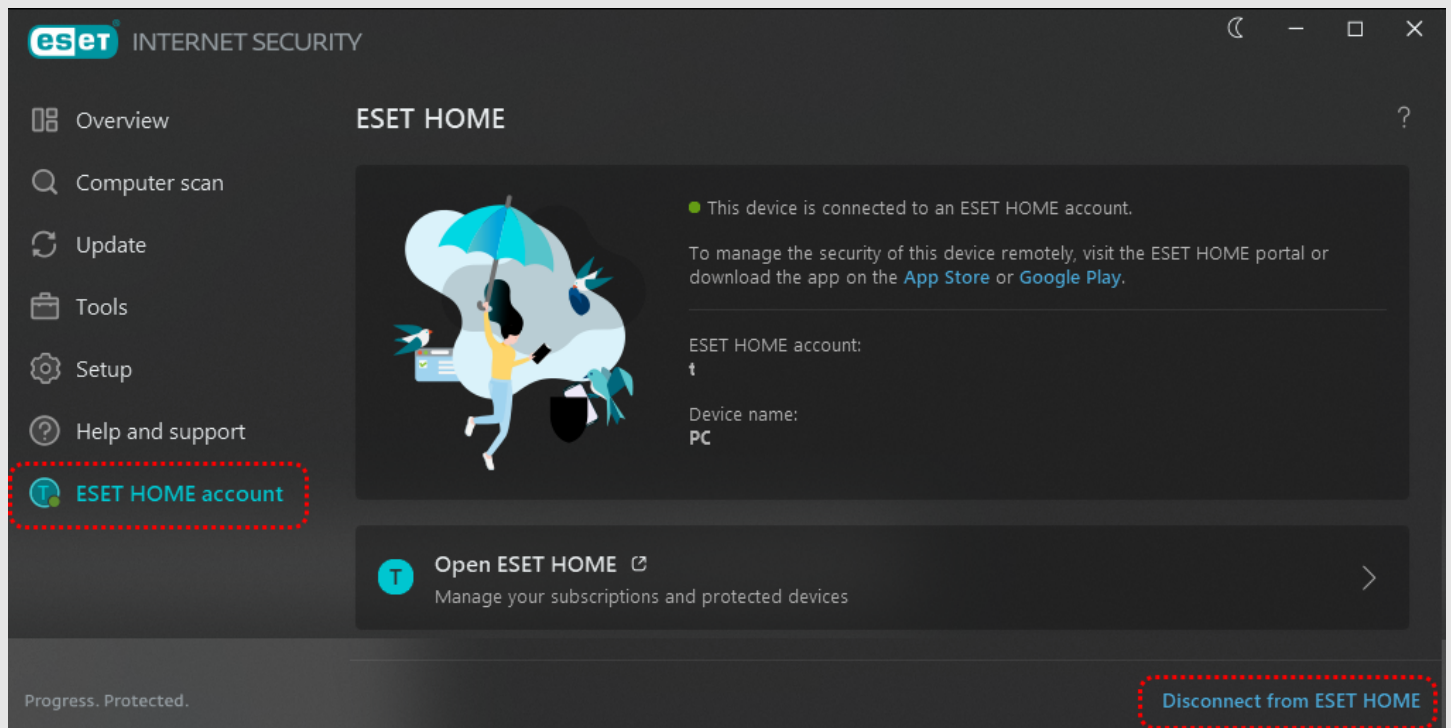 eseT INTERNET SECURITY
Overview
Computer scan
Update
Tools
Setup
Help and support
T ESET HOME account
ESET HOME
?
This device is connected to an ESET HOME account.
To manage the security of this device remotely, visit the ESET HOME portal or
download the app on the App Store or Google Play.
ESET HOME account:
t
Device name:
PC
T
Open ESET HOME
Manage your subscriptions and protected devices
Progress. Protected.
Disconnect from ESET HOME